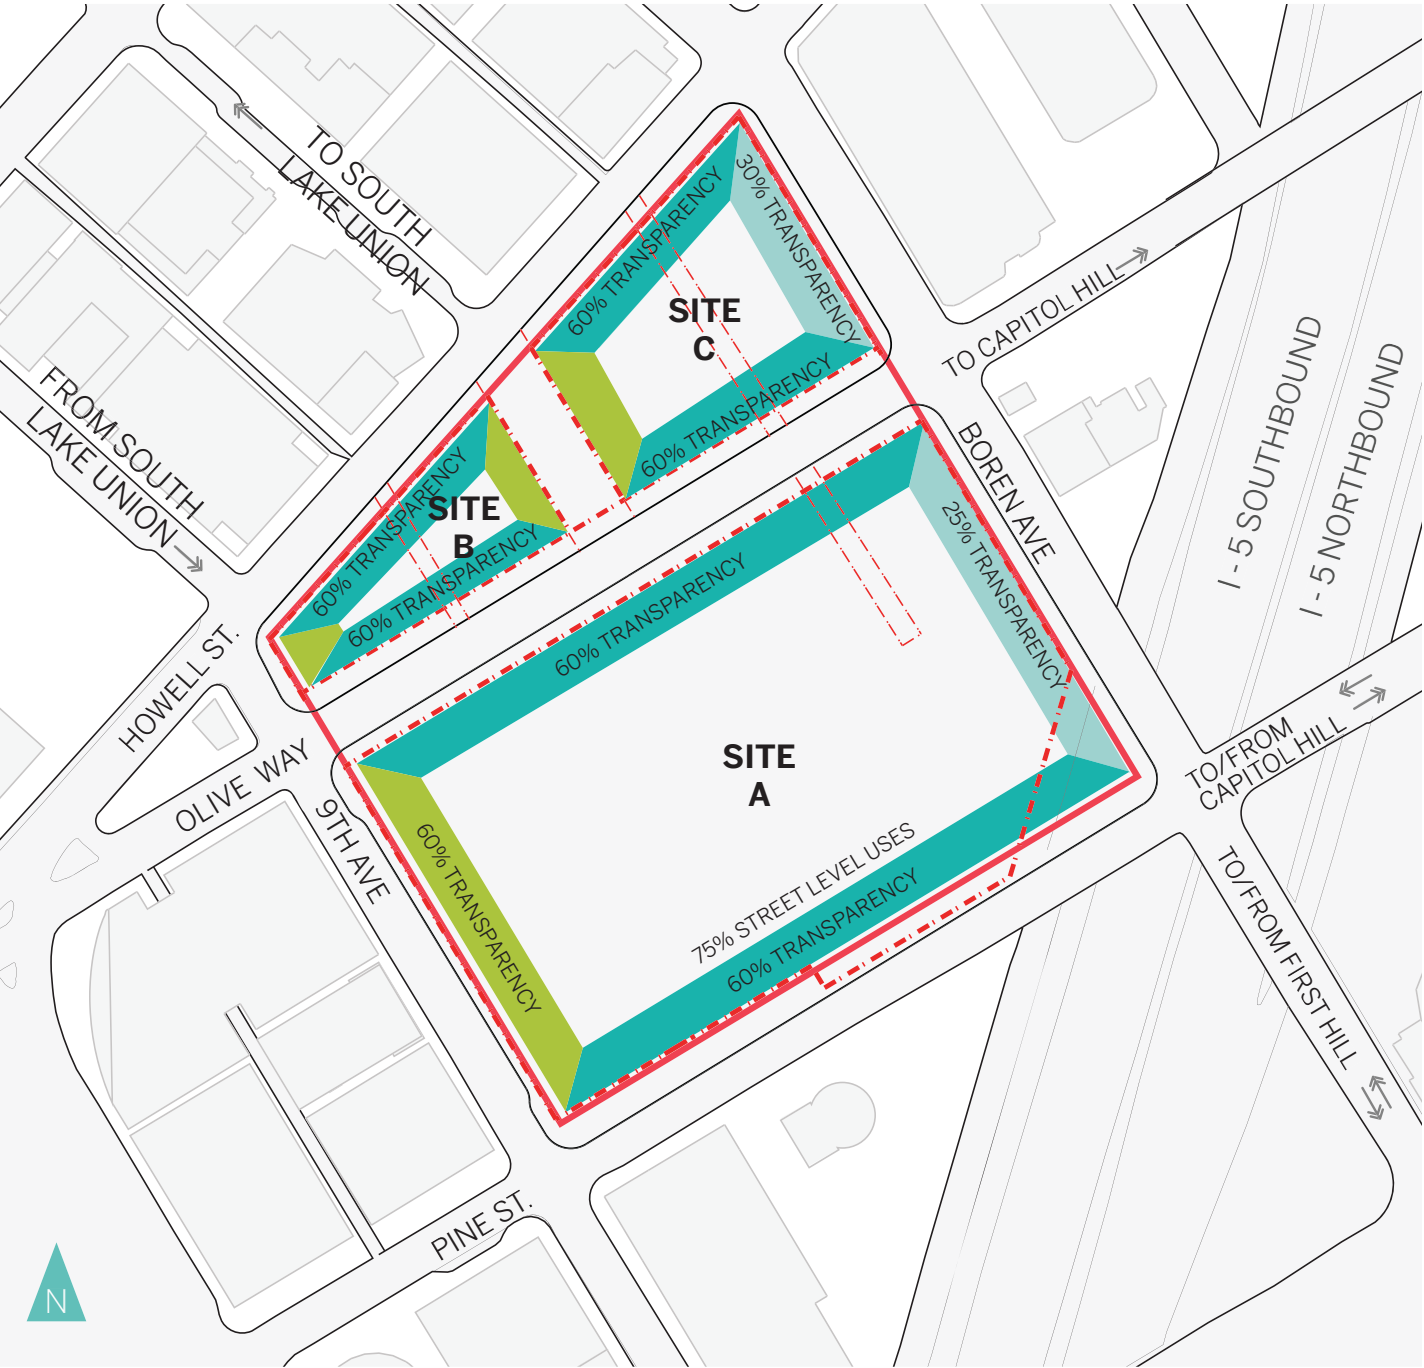 TO SOUTH
LAKE UNION
FROM SOUTH
LAKE UNION
60% TRANSPARENCY
30% TRANSPARENCY
SITE
C
60% TRANSPARENCY
TO CAPITOL HILL
I - 5 SOUTHBOUND
I - 5 NORTHBOUND
60% TRANSPARENCY
SITE
B
60% TRANSPARENCY
BOREN AVE
25% TRANSPARENCY
60% TRANSPARENCY
HOWELL ST.
OLIVE WAY
9TH AVE
SITE
A
TO/FROM
CAPITOL HILL
60% TRANSPARENCY
75% STREET LEVEL USES
60% TRANSPARENCY
TO/FROM FIRST HILL
PINE ST.
N